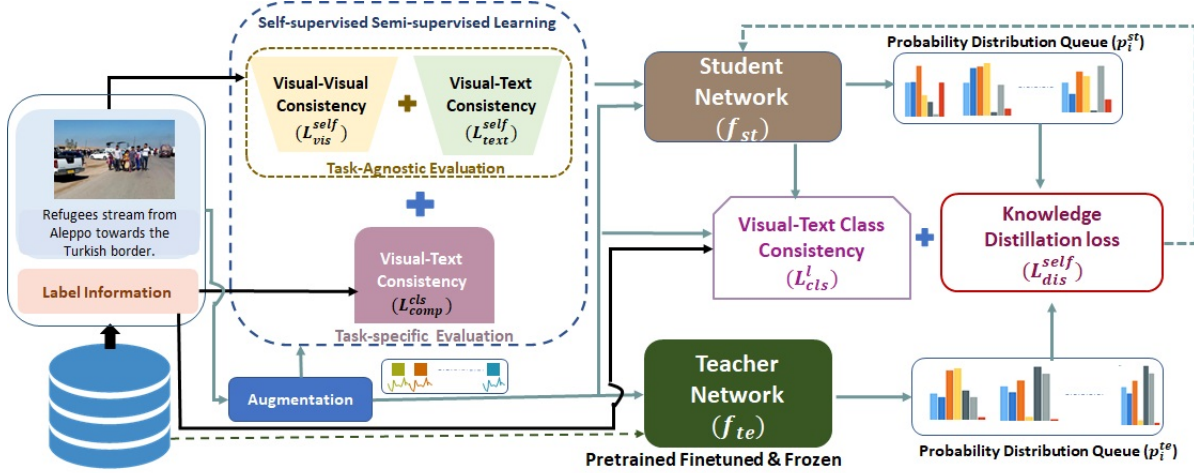 Self-supervised Semi-supervised Learning
Visual-Visual
Consistency
(L_vis^self)
Visual-Text
Consistency
(L_text^self)
Task-Agnostic Evaluation
Refugees stream from
Aleppo towards the
Turkish border.
Label Information
Visual-Text
Consistency
(L_comp^cls)
Task-specific Evaluation
Augmentation
Student
Network
(f_st)
Probability Distribution Queue (p_i^st)
Visual-Text Class
Consistency
(L_cls^l)
Knowledge
Distillation loss
(L_dis^self)
Teacher
Network
(f_te)
Pretrained Finetuned & Frozen
Probability Distribution Queue (p_i^te)